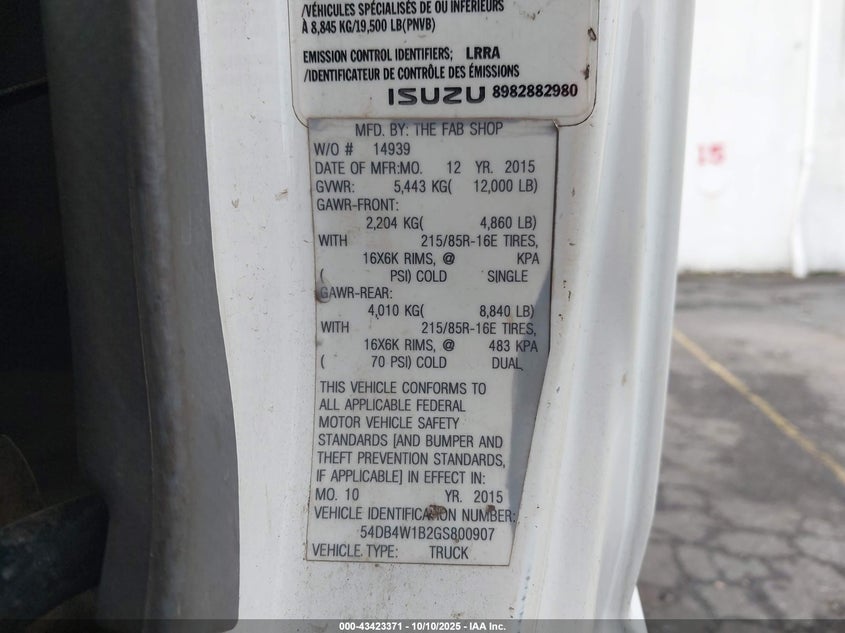 /VÉHICULES SPÉCIALISÉS DE OU INFÉRIEURS
À 8,845 KG/19,500 LB(PNVB)
EMISSION CONTROL IDENTIFIERS; LRRA
/IDENTIFICATEUR DE CONTRÔLE DES ÉMISSIONS
ISUZU 8982882980
MFD. BY: THE FAB SHOP
W/O # 14939
DATE OF MFR:MO. 12 YR. 2015
GVWR: 5,443 KG( 12,000 LB)
GAWR-FRONT:
2,204 KG( 4,860 LB)
WITH 215/85R-16E TIRES,
16X6K RIMS, @ KPA
( PSI) COLD SINGLE
GAWR-REAR:
4,010 KG( 8,840 LB)
WITH 215/85R-16E TIRES,
16X6K RIMS, @ 483 KPA
( 70 PSI) COLD DUAL
THIS VEHICLE CONFORMS TO
ALL APPLICABLE FEDERAL
MOTOR VEHICLE SAFETY
STANDARDS [AND BUMPER AND
THEFT PREVENTION STANDARDS,
IF APPLICABLE] IN EFFECT IN:
MO. 10 YR. 2015
VEHICLE IDENTIFICATION NUMBER:
54DB4W1B2GS800907
VEHICLE TYPE: TRUCK
15
000-43423371 - 10/10/2025 - IAA Inc.